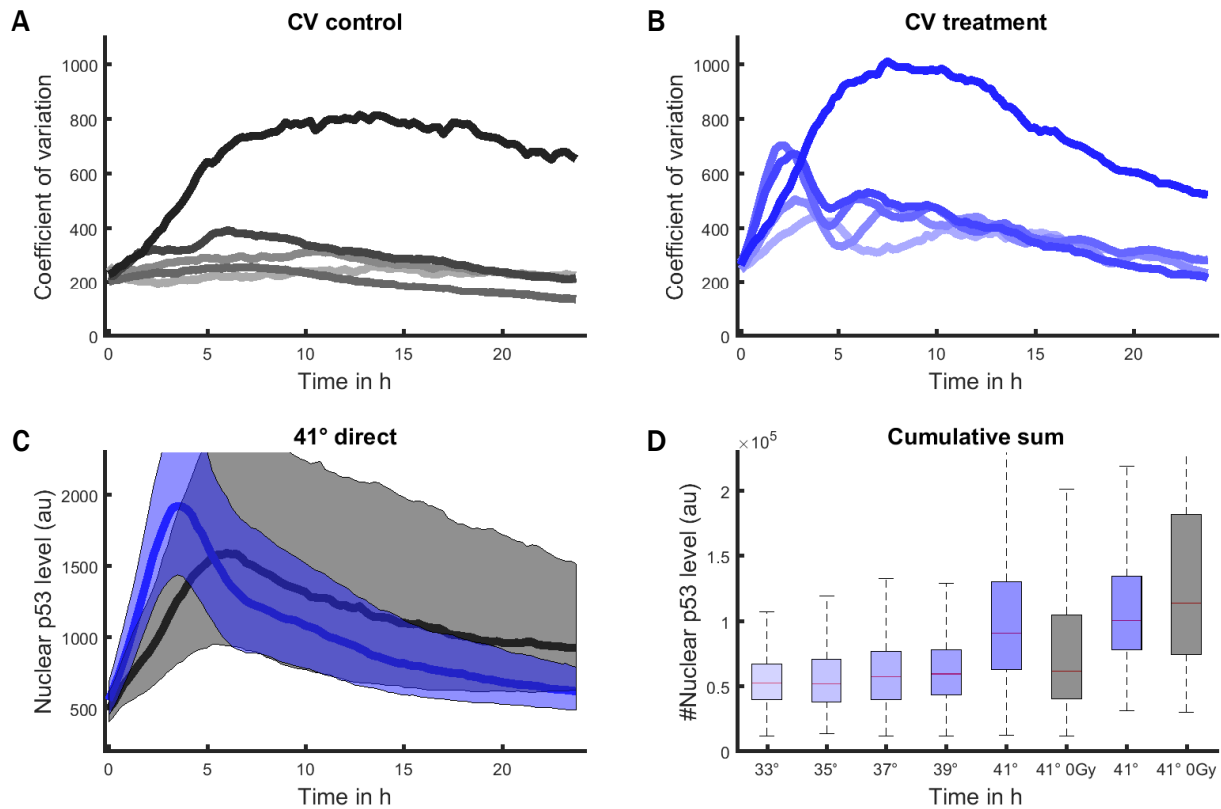 A
CV control
Coefficient of variation
1000
800
600
400
200
0
0 5 10 15 20
Time in h
B
CV treatment
Coefficient of variation
1000
800
600
400
200
0
0 5 10 15 20
Time in h
C
41° direct
Nuclear p53 level (au)
2000
1500
1000
500
0 5 10 15 20
Time in h
D
×10⁵
Cumulative sum
#Nuclear p53 level (au)
2
1.5
1
0.5
0
33° 35° 37° 39° 41° 41° 0Gy 41° 41° 0Gy
Time in h